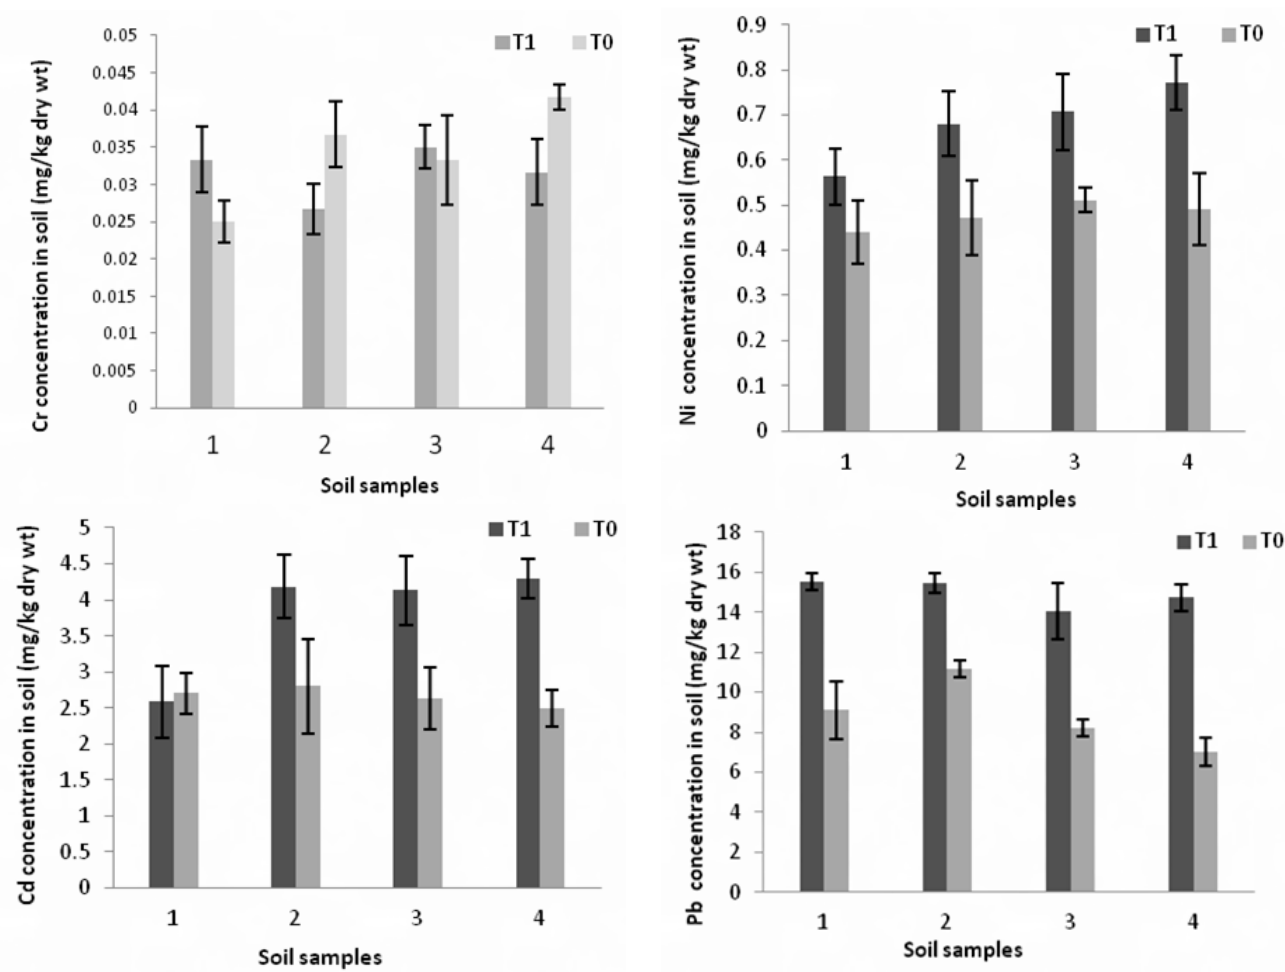 Cr concentration in soil (mg/kg dry wt)
0.05
0.045
0.04
0.035
0.03
0.025
0.02
0.015
0.01
0.005
0
T1 T0
1 2 3 4
Soil samples
Ni concentration in soil (mg/kg dry wt)
0.9
0.8
0.7
0.6
0.5
0.4
0.3
0.2
0.1
0
T1 T0
1 2 3 4
Soil samples
Cd concentration in soil (mg/kg dry wt)
5
4.5
4
3.5
3
2.5
2
1.5
1
0.5
0
T1 T0
1 2 3 4
Soil samples
Pb concentration in soil (mg/kg dry wt)
18
16
14
12
10
8
6
4
2
0
T1 T0
1 2 3 4
Soil samples